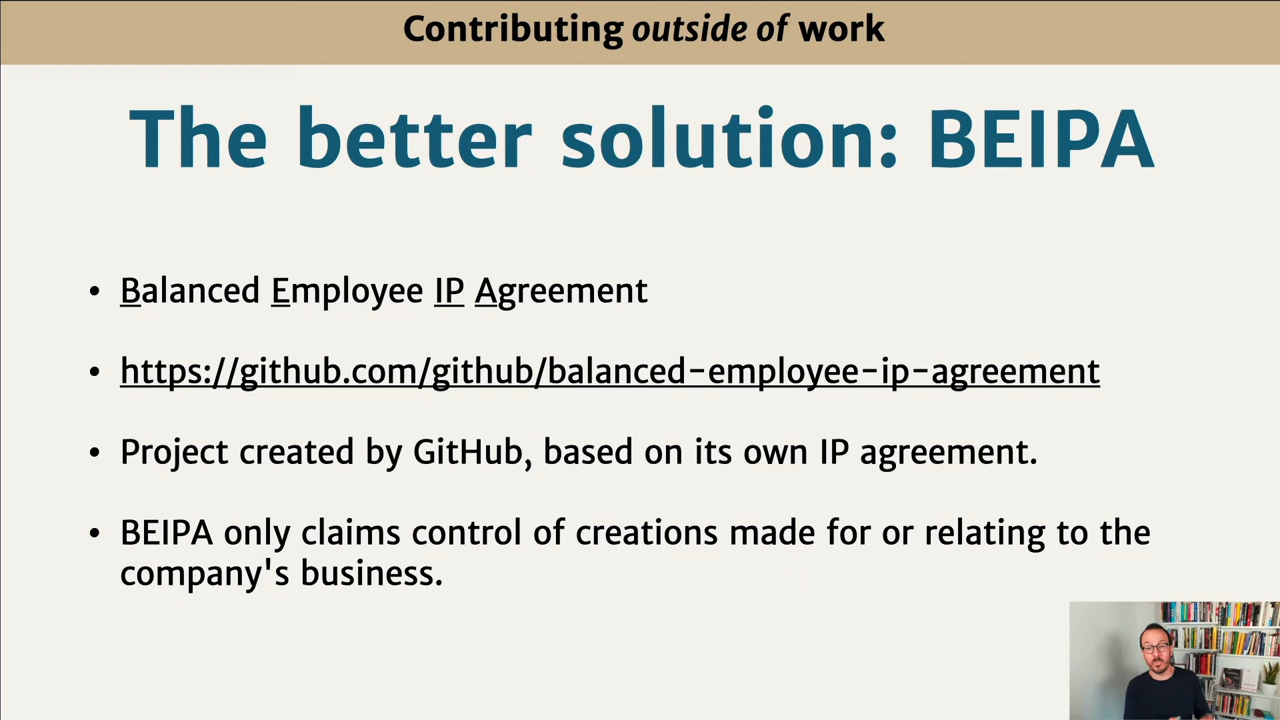 Contributing outside of work
The better solution: BEIPA
• Balanced Employee IP Agreement
• https://github.com/github/balanced-employee-ip-agreement
• Project created by GitHub, based on its own IP agreement.
• BEIPA only claims control of creations made for or relating to the
company's business.